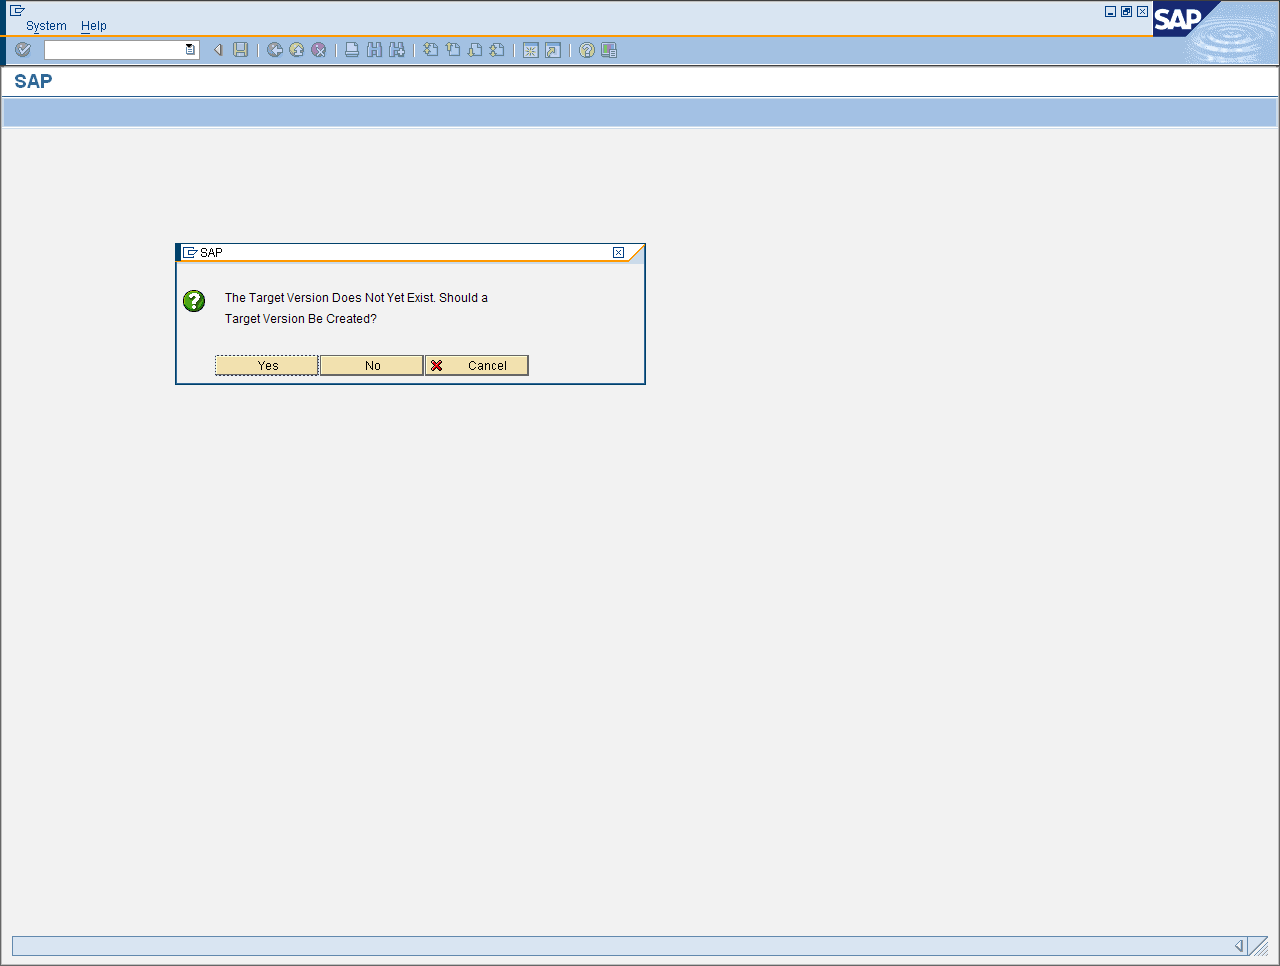 System Help
SAP
SAP
SAP
The Target Version Does Not Yet Exist. Should a
Target Version Be Created?
Yes No Cancel